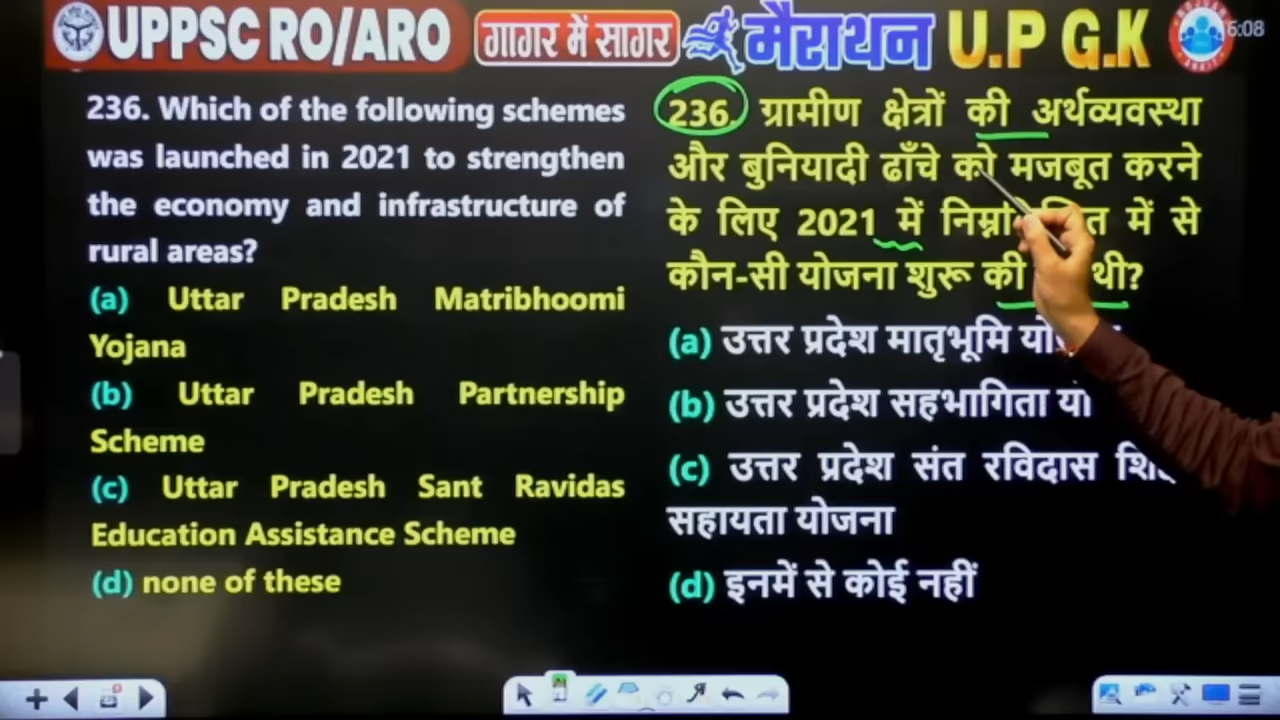 UPPSC RO/ARO गागर में सागर मैराथन U.P G.K
236. Which of the following schemes
was launched in 2021 to strengthen
the economy and infrastructure of
rural areas?
(a) Uttar Pradesh Matribhoomi
Yojana
(b) Uttar Pradesh Partnership
Scheme
(c) Uttar Pradesh Sant Ravidas
Education Assistance Scheme
(d) none of these
236. ग्रामीण क्षेत्रों की अर्थव्यवस्था
और बुनियादी ढाँचे को मजबूत करने
के लिए 2021 में में से
कौन-सी योजना शुरू की थी?
(a) उत्तर प्रदेश मातृभूमि
(b) उत्तर प्रदेश सहभागिता
(c) उत्तर प्रदेश संत रविदास
सहायता योजना
(d) इनमें से कोई नहीं